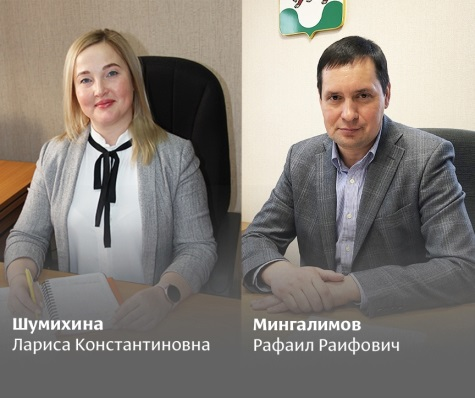 Шумихина
Лариса Константиновна
Мингалимов
Рафаил Раифович